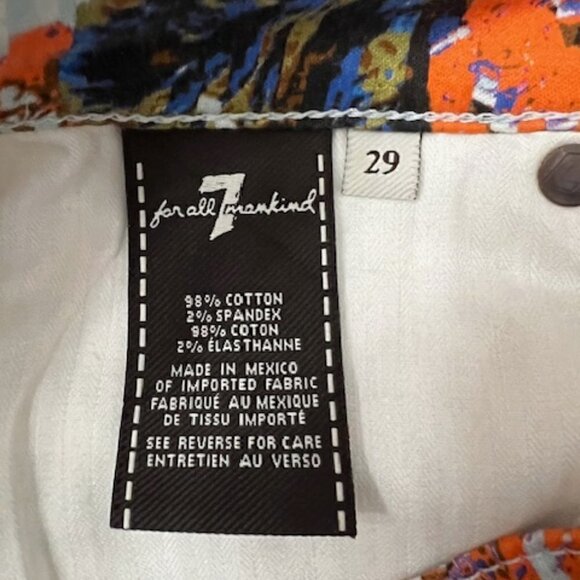 7
for all mankind
29
98% COTTON
2% SPANDEX
98% COTON
2% ÉLASTHANNE
MADE IN MEXICO
OF IMPORTED FABRIC
FABRIQUÉ AU MEXIQUE
DE TISSU IMPORTÉ
SEE REVERSE FOR CARE
ENTRETIEN AU VERSO